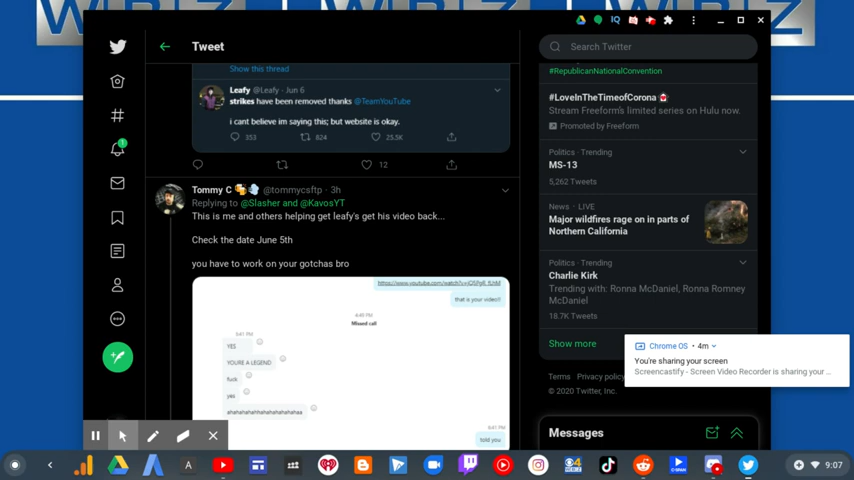 WBZ
WBZ
IQ
Tweet
Search Twitter
Show this thread
#RepublicanNationalConvention
Leafy @Leafy · Jun 6
strikes have been removed thanks @TeamYouTube
i cant believe im saying this; but website is okay.
353
824
25.5K
12
#LoveInTheTimeofCorona
Stream Freeform's limited series on Hulu now.
Promoted by Freeform
Politics · Trending
MS-13
5,262 Tweets
News · LIVE
Major wildfires rage on in parts of
Northern California
Politics · Trending
Charlie Kirk
Trending with: Ronna McDaniel, Ronna Romney
McDaniel
18.7K Tweets
Show more
Terms Privacy policy
© 2020 Twitter, Inc.
1
Tommy C @tommycsftp · 3h
Replying to @Slasher and @KavosYT
This is me and others helping get leafy's get his video back...
Check the date June 5th
you have to work on your gotchas bro
that is your video!!
YES
YOURE A LEGEND
fuck
yes
told you
Chrome OS · 4m
You're sharing your screen
Screencastify - Screen Video Recorder is sharing your ...
Messages
9:07